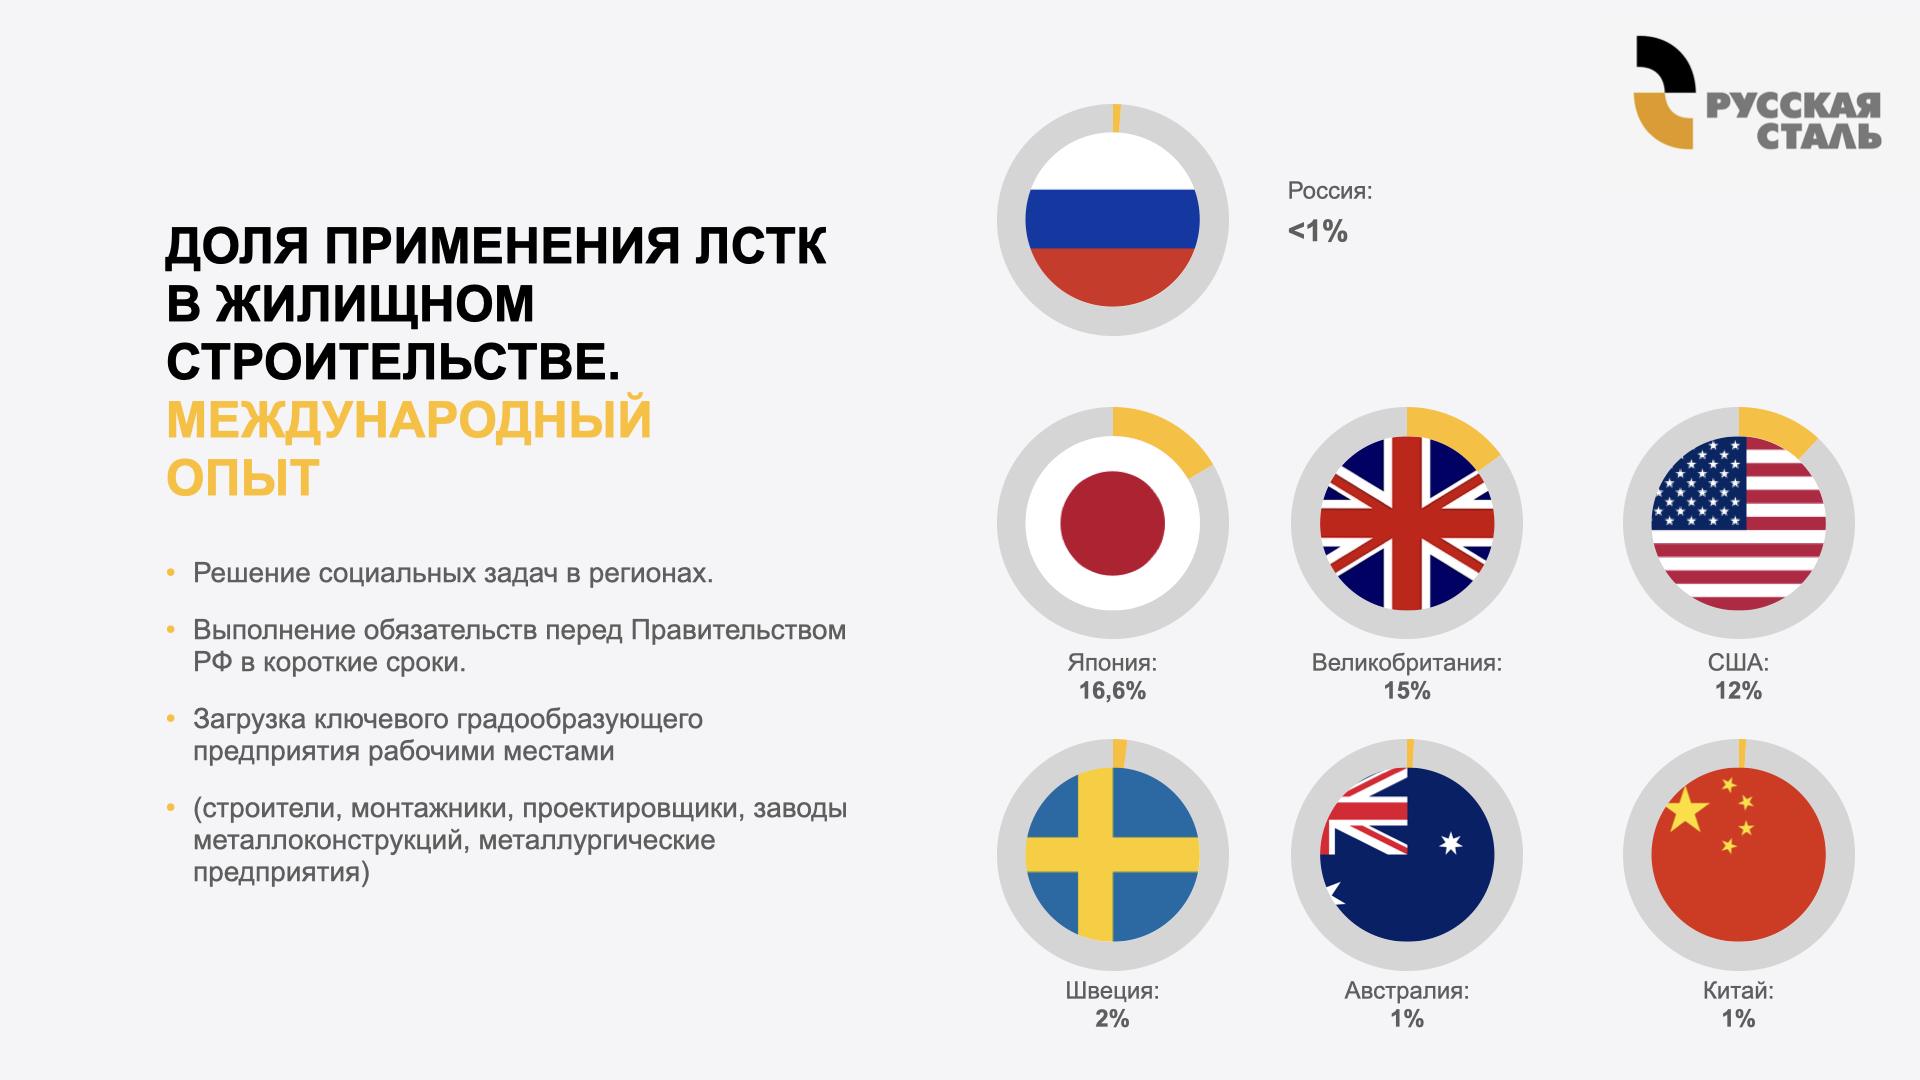 РУССКАЯ
СТАЛЬ
ДОЛЯ ПРИМЕНЕНИЯ ЛСТК
В ЖИЛИЩНОМ
СТРОИТЕЛЬСТВЕ.
МЕЖДУНАРОДНЫЙ
ОПЫТ
• Решение социальных задач в регионах.
• Выполнение обязательств перед Правительством
РФ в короткие сроки.
• Загрузка ключевого градообразующего
предприятия рабочими местами
• (строители, монтажники, проектировщики, заводы
металлоконструкций, металлургические
предприятия)
Россия:
<1%
Япония:
16,6%
Великобритания:
15%
США:
12%
Швеция:
2%
Австралия:
1%
Китай:
1%